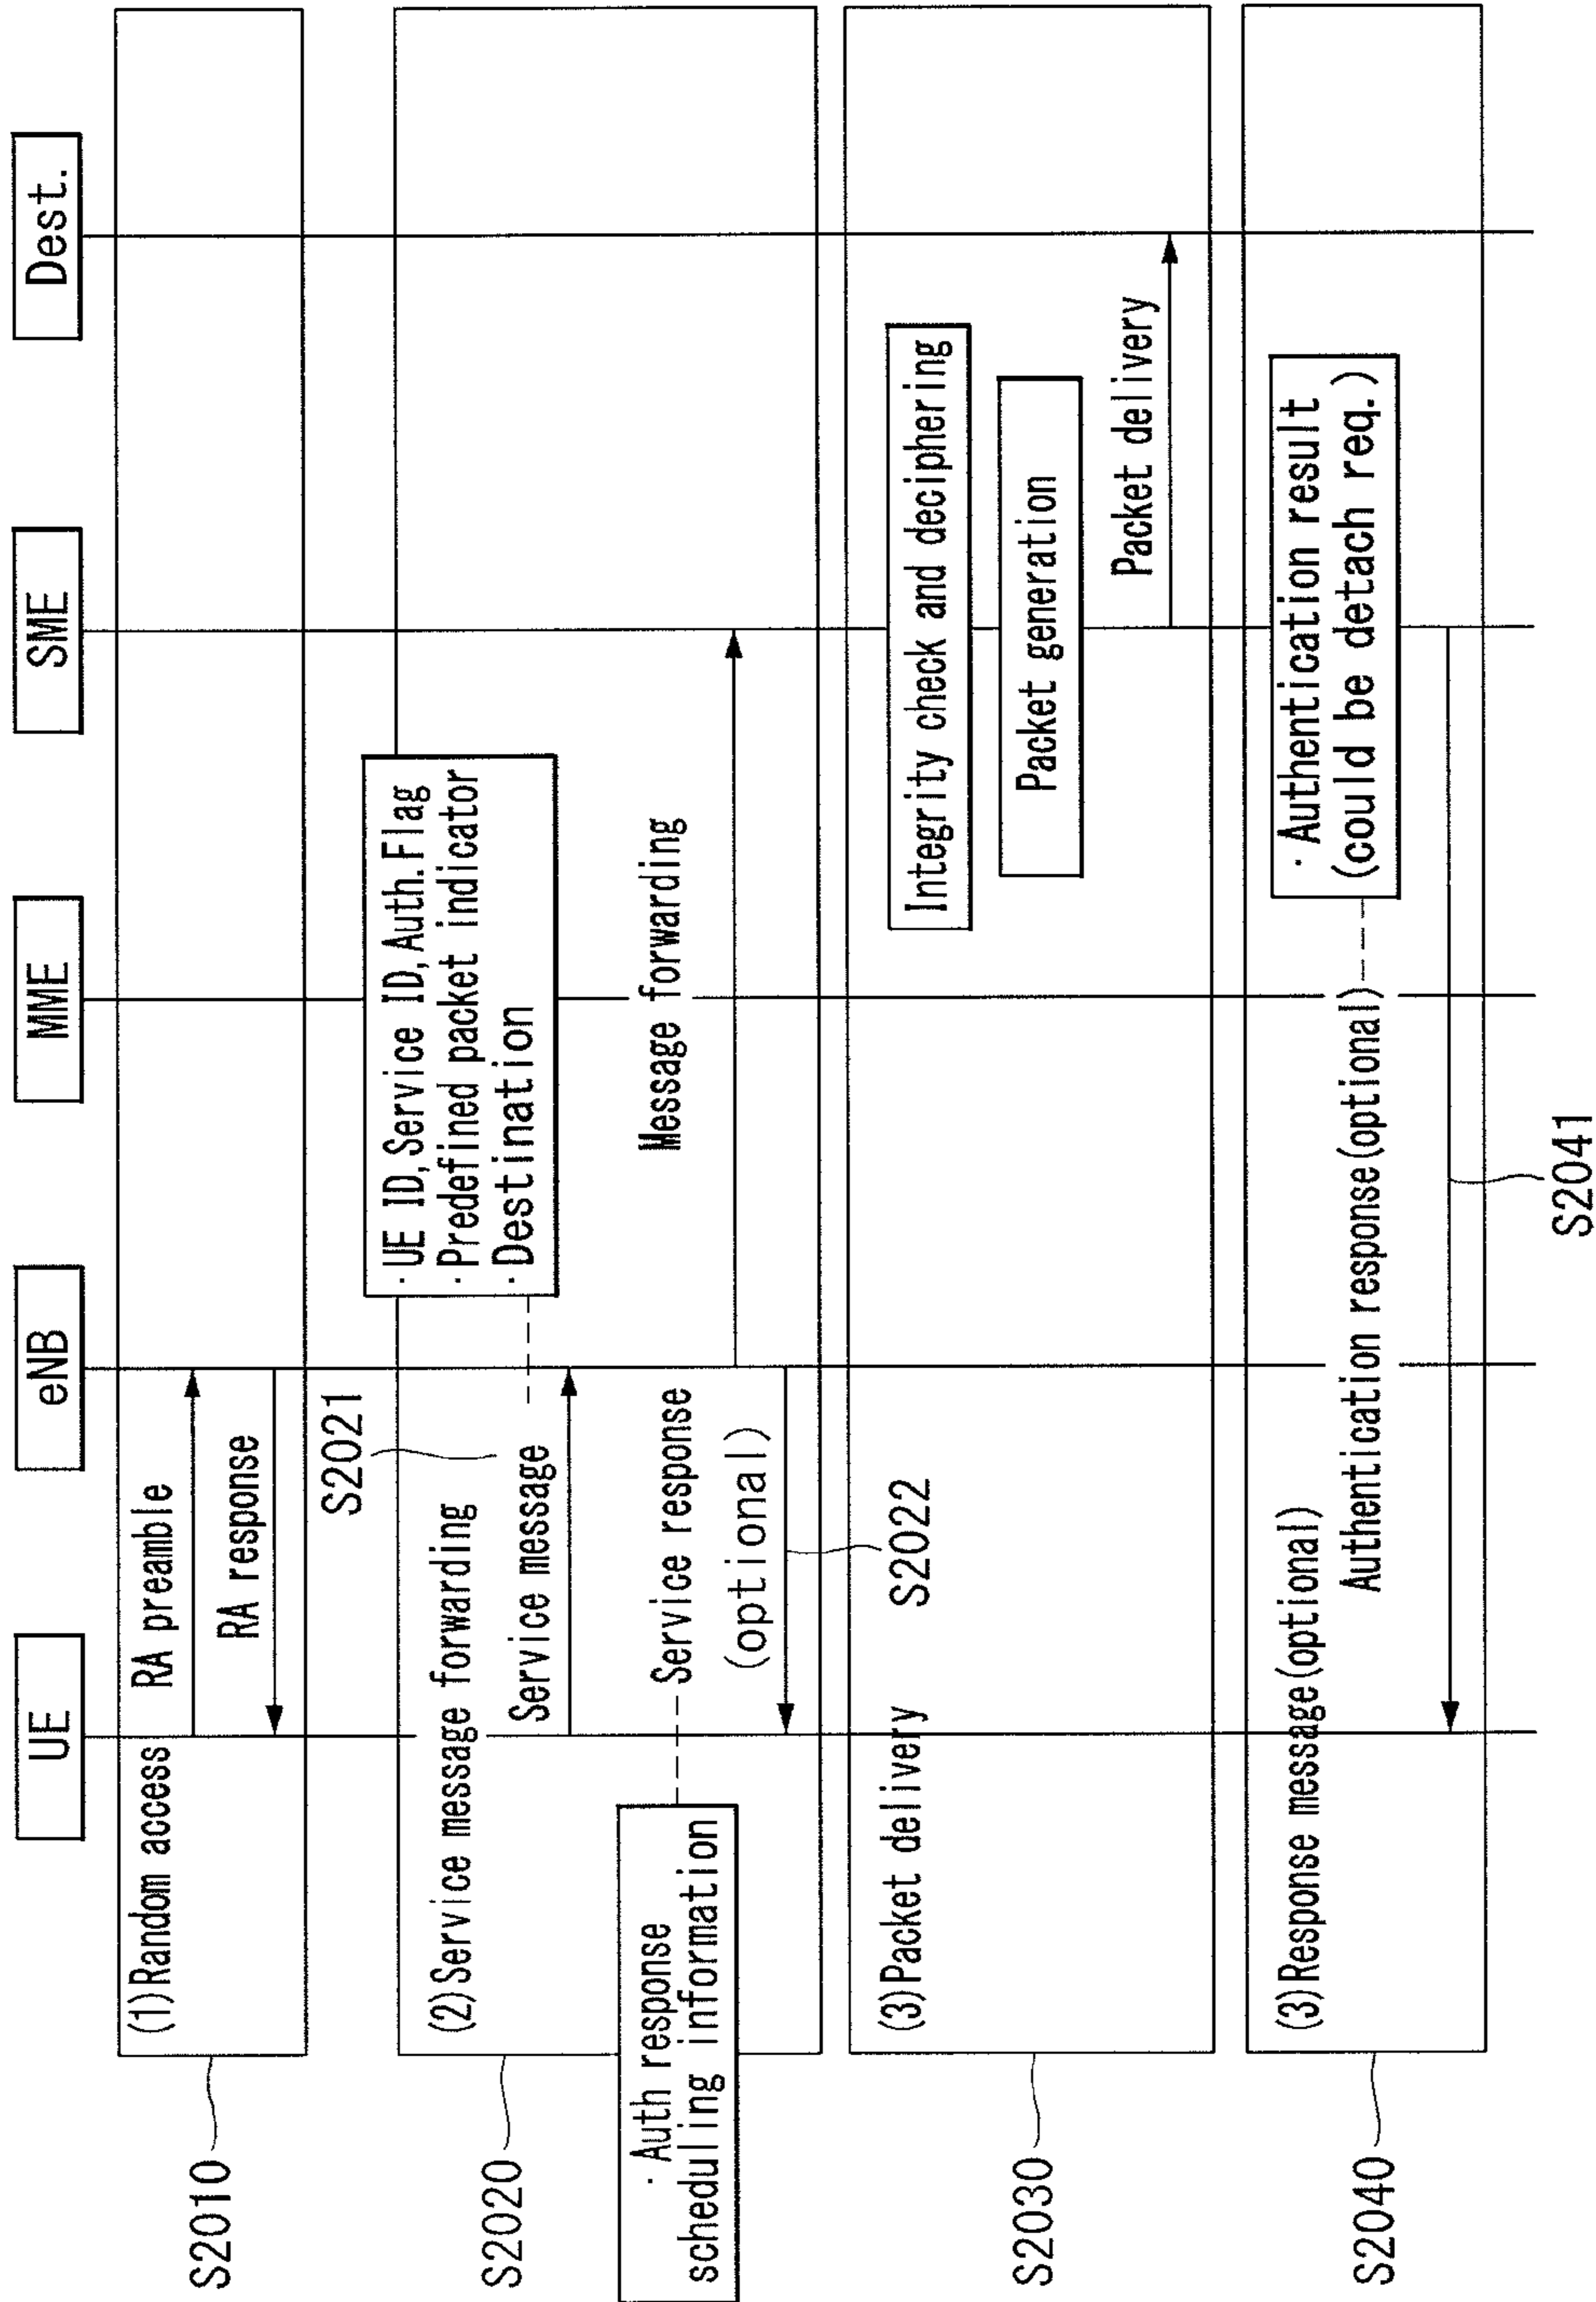 UE
eNB
MME
SME
Dest.
S2010
(1)Random access
RA preamble
RA response
S2020
(2)Service message forwarding
S2021
· UE ID,Service ID,Auth.Flag
· Predefined packet indicator
· Destination
Service message
· Auth response
scheduling information
Service response
(optional)
Message forwarding
S2022
S2030
(3)Packet delivery
Integrity check and deciphering
Packet generation
Packet delivery
S2040
(3)Response message(optional)
Authentication response(optional)
· Authentication result
(could be detach req.)
S2041